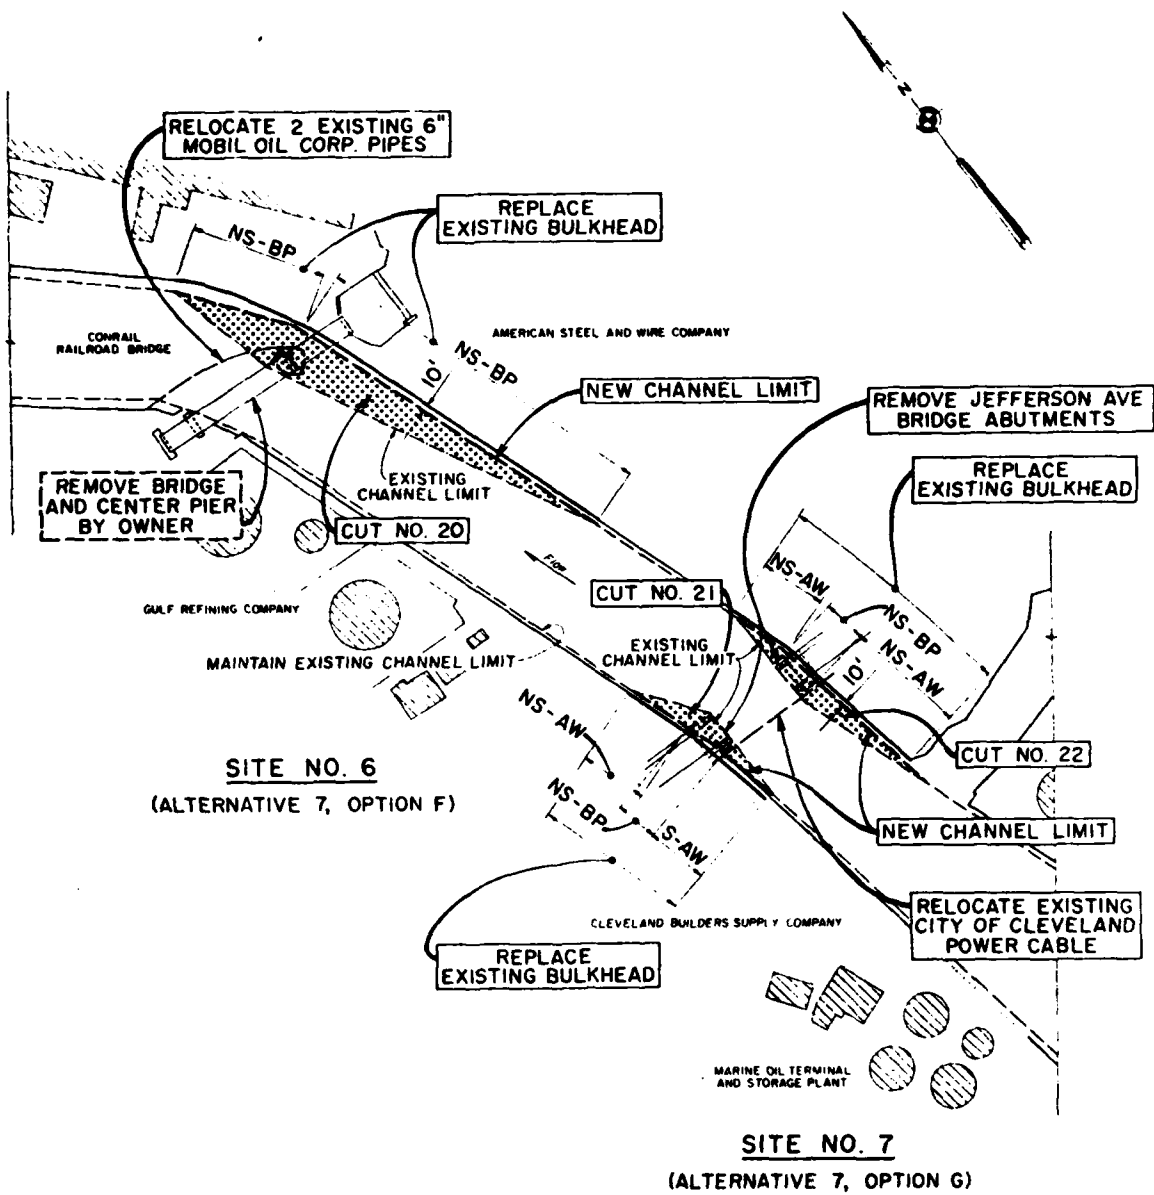 N
RELOCATE 2 EXISTING 6"
MOBIL OIL CORP. PIPES
REPLACE
EXISTING BULKHEAD
NS-BP
CONRAIL
RAILROAD BRIDGE
AMERICAN STEEL AND WIRE COMPANY
NS-BP
10'
NEW CHANNEL LIMIT
REMOVE JEFFERSON AVE
BRIDGE ABUTMENTS
REPLACE
EXISTING BULKHEAD
EXISTING
CHANNEL LIMIT
REMOVE BRIDGE
AND CENTER PIER
BY OWNER
CUT NO. 20
FLOW
NS-AW
CUT NO. 21
GULF REFINING COMPANY
NS-BP
EXISTING
CHANNEL LIMIT
MAINTAIN EXISTING CHANNEL LIMIT
NS-AW
10'
NS-AW
CUT NO. 22
SITE NO. 6
(ALTERNATIVE 7, OPTION F)
NS-BP
S-AW
NEW CHANNEL LIMIT
CLEVELAND BUILDERS SUPPLY COMPANY
RELOCATE EXISTING
CITY OF CLEVELAND
POWER CABLE
REPLACE
EXISTING BULKHEAD
MARINE OIL TERMINAL
AND STORAGE PLANT
SITE NO. 7
(ALTERNATIVE 7, OPTION G)